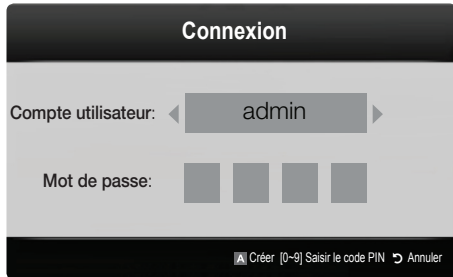 Connexion
Compte utilisateur: admin
Mot de passe:
A Créer [0~9] Saisir le code PIN Annuler